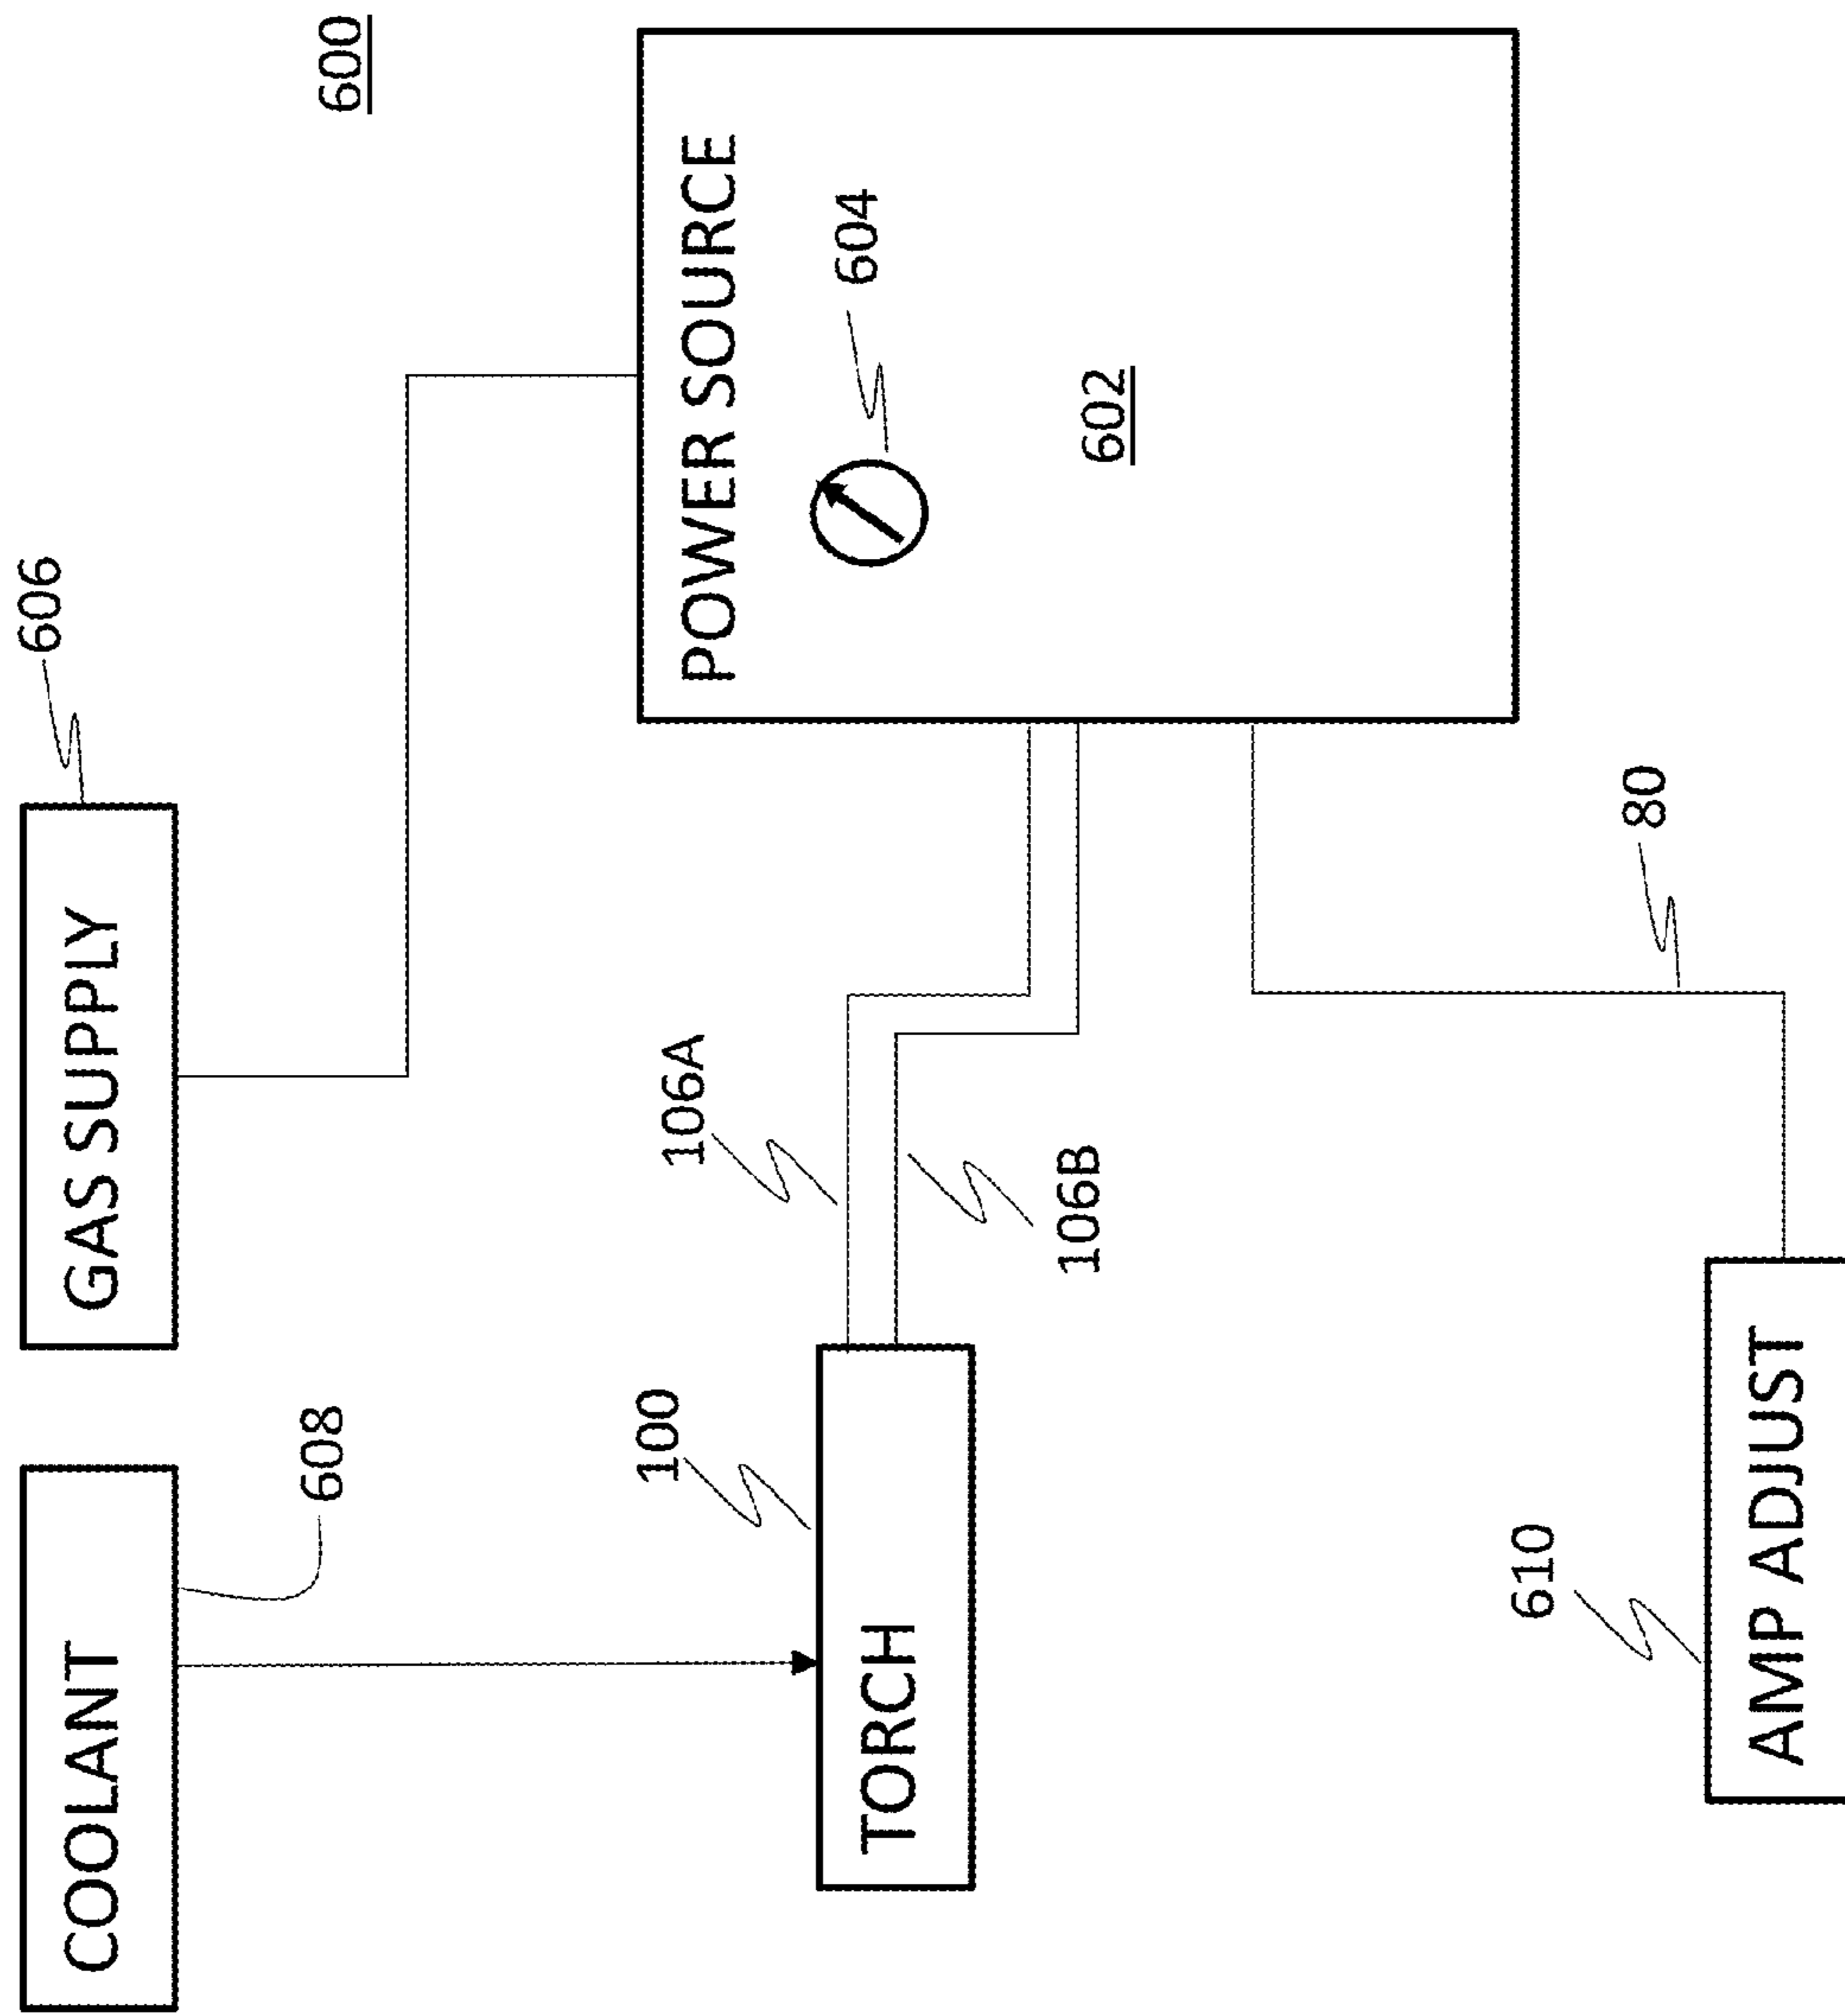 600
COOLANT
608
GAS SUPPLY
606
100
TORCH
106A
106B
POWER SOURCE
604
602
80
610
AMP ADJUST